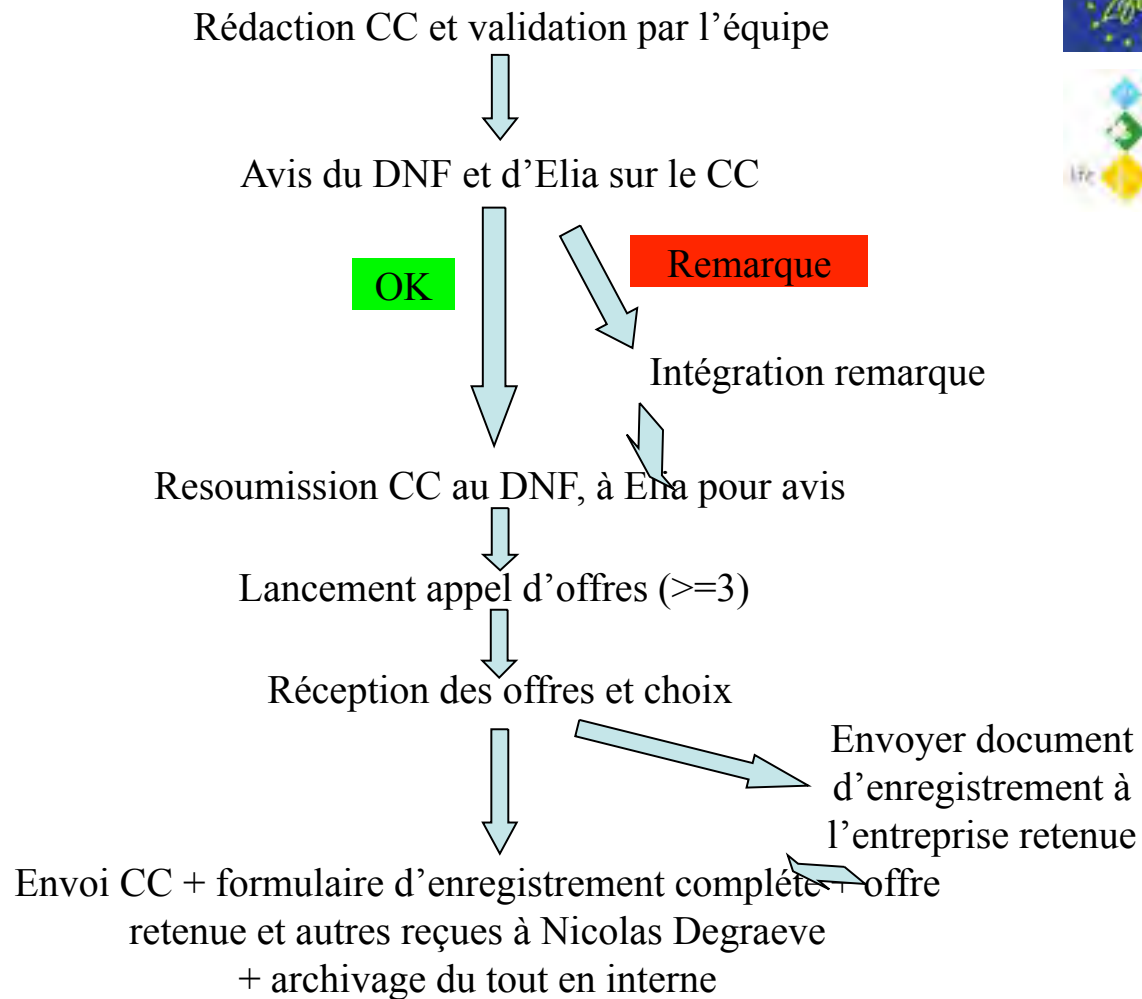 Rédaction CC et validation par l’équipe
Avis du DNF et d’Elia sur le CC
OK
Remarque
Intégration remarque
Resoumission CC au DNF, à Elia pour avis
Lancement appel d’offres (>=3)
Réception des offres et choix
Envoyer document
d’enregistrement à
l’entreprise retenue
Envoi CC + formulaire d’enregistrement complété + offre
retenue et autres reçues à Nicolas Degraeve
+ archivage du tout en interne
life